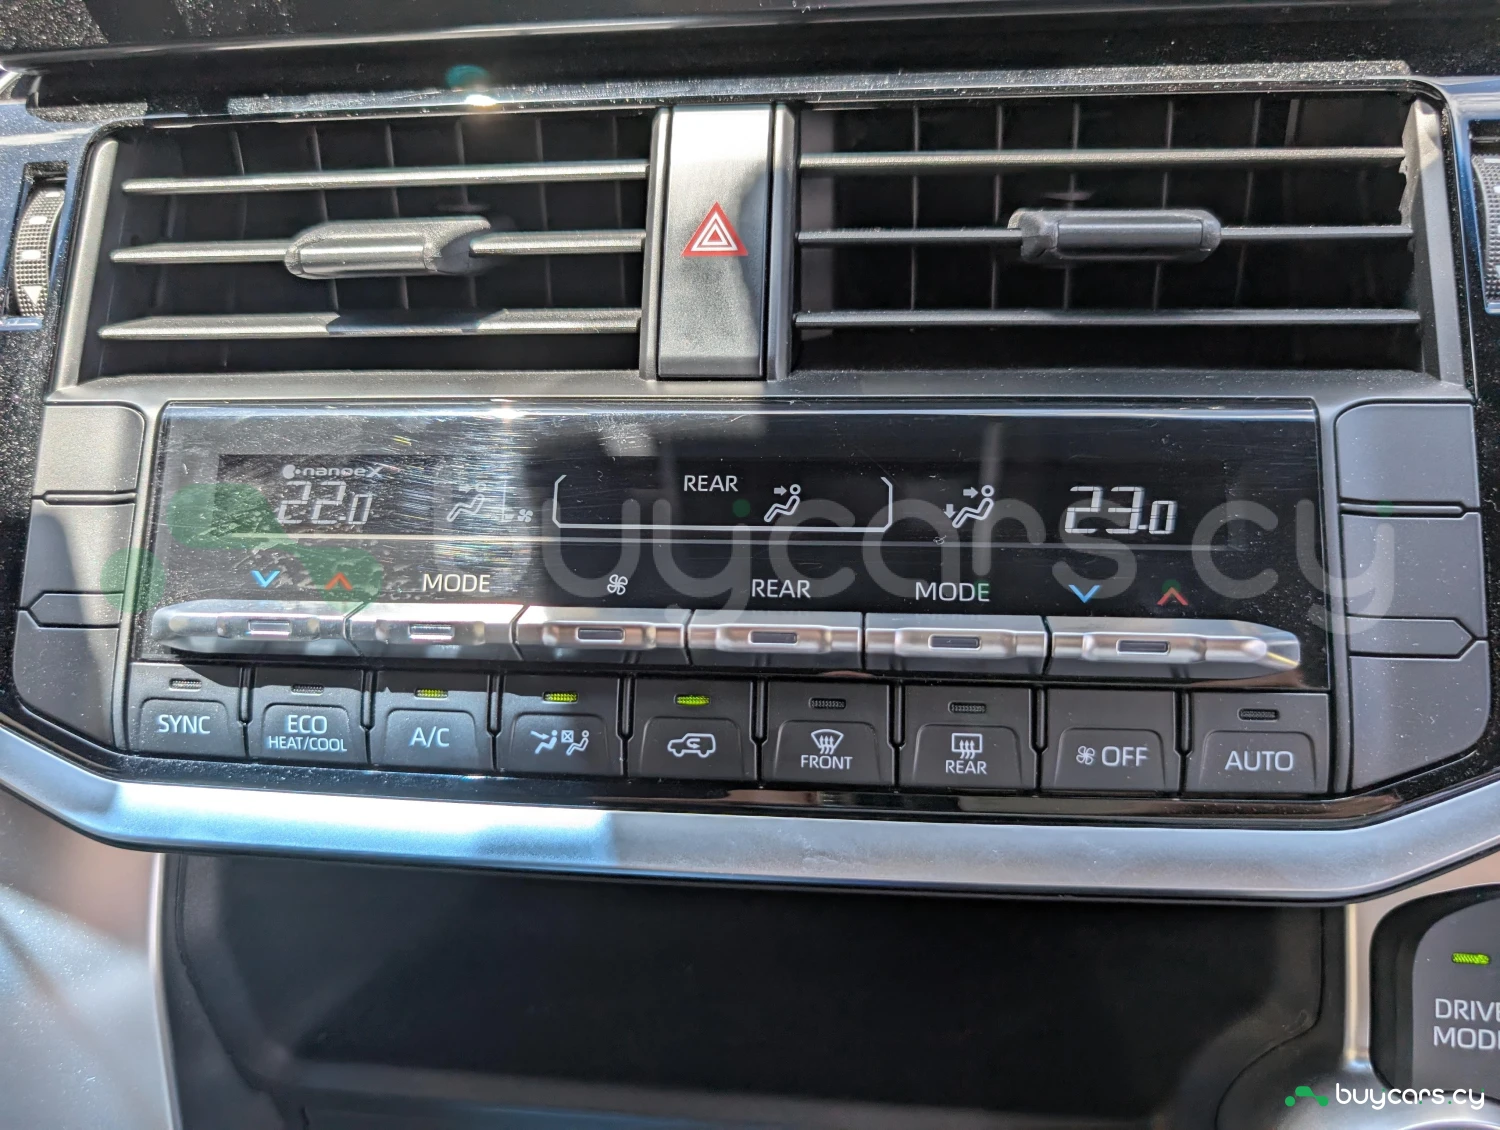 nanoeX
22.0
REAR
23.0
MODE
REAR
MODE
SYNC
ECO
HEAT/COOL
A/C
FRONT
REAR
OFF
AUTO
buycars.cy
DRIVE
MODE
buycars.cy